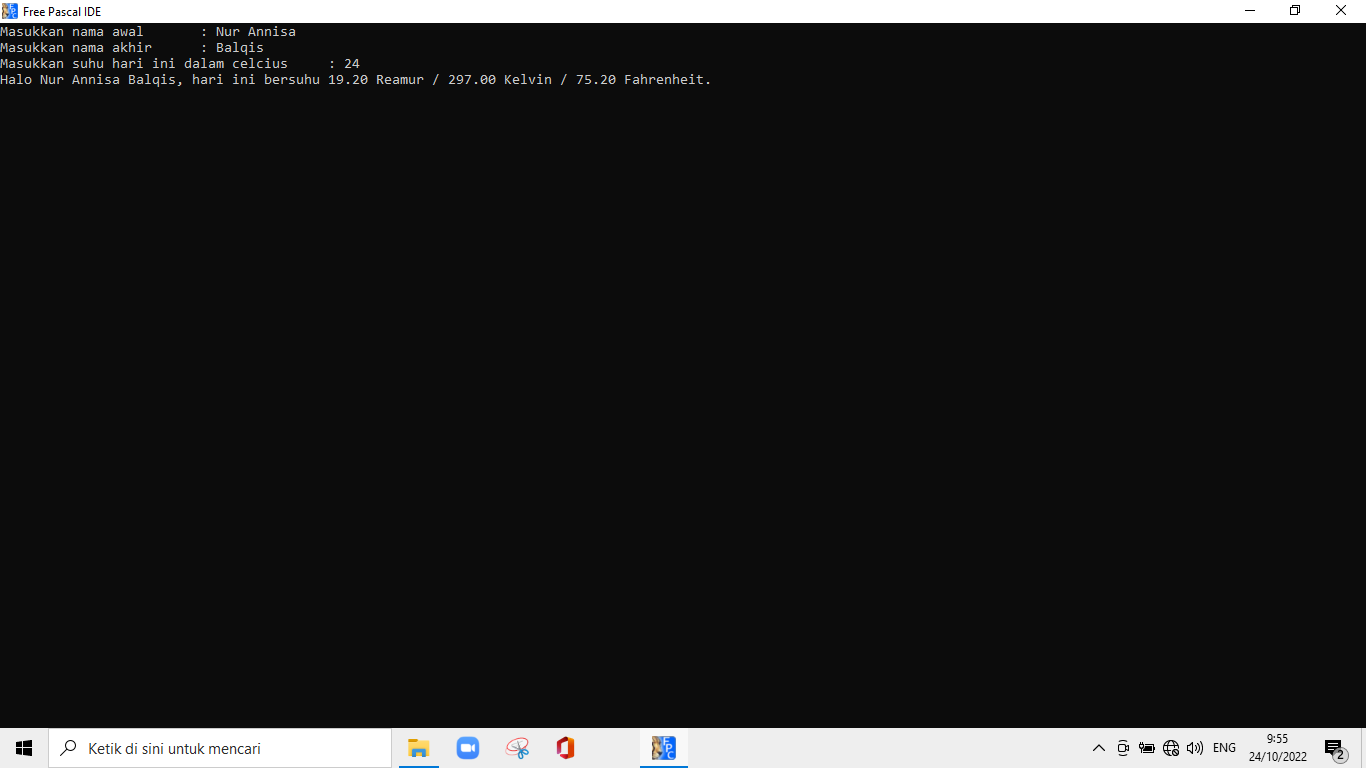 Free Pascal IDE
Masukkan nama awal       : Nur Annisa
Masukkan nama akhir      : Balqis
Masukkan suhu hari ini dalam celcius     : 24
Halo Nur Annisa Balqis, hari ini bersuhu 19.20 Reamur / 297.00 Kelvin / 75.20 Fahrenheit.
Ketik di sini untuk mencari
ENG
9:55
24/10/2022
2